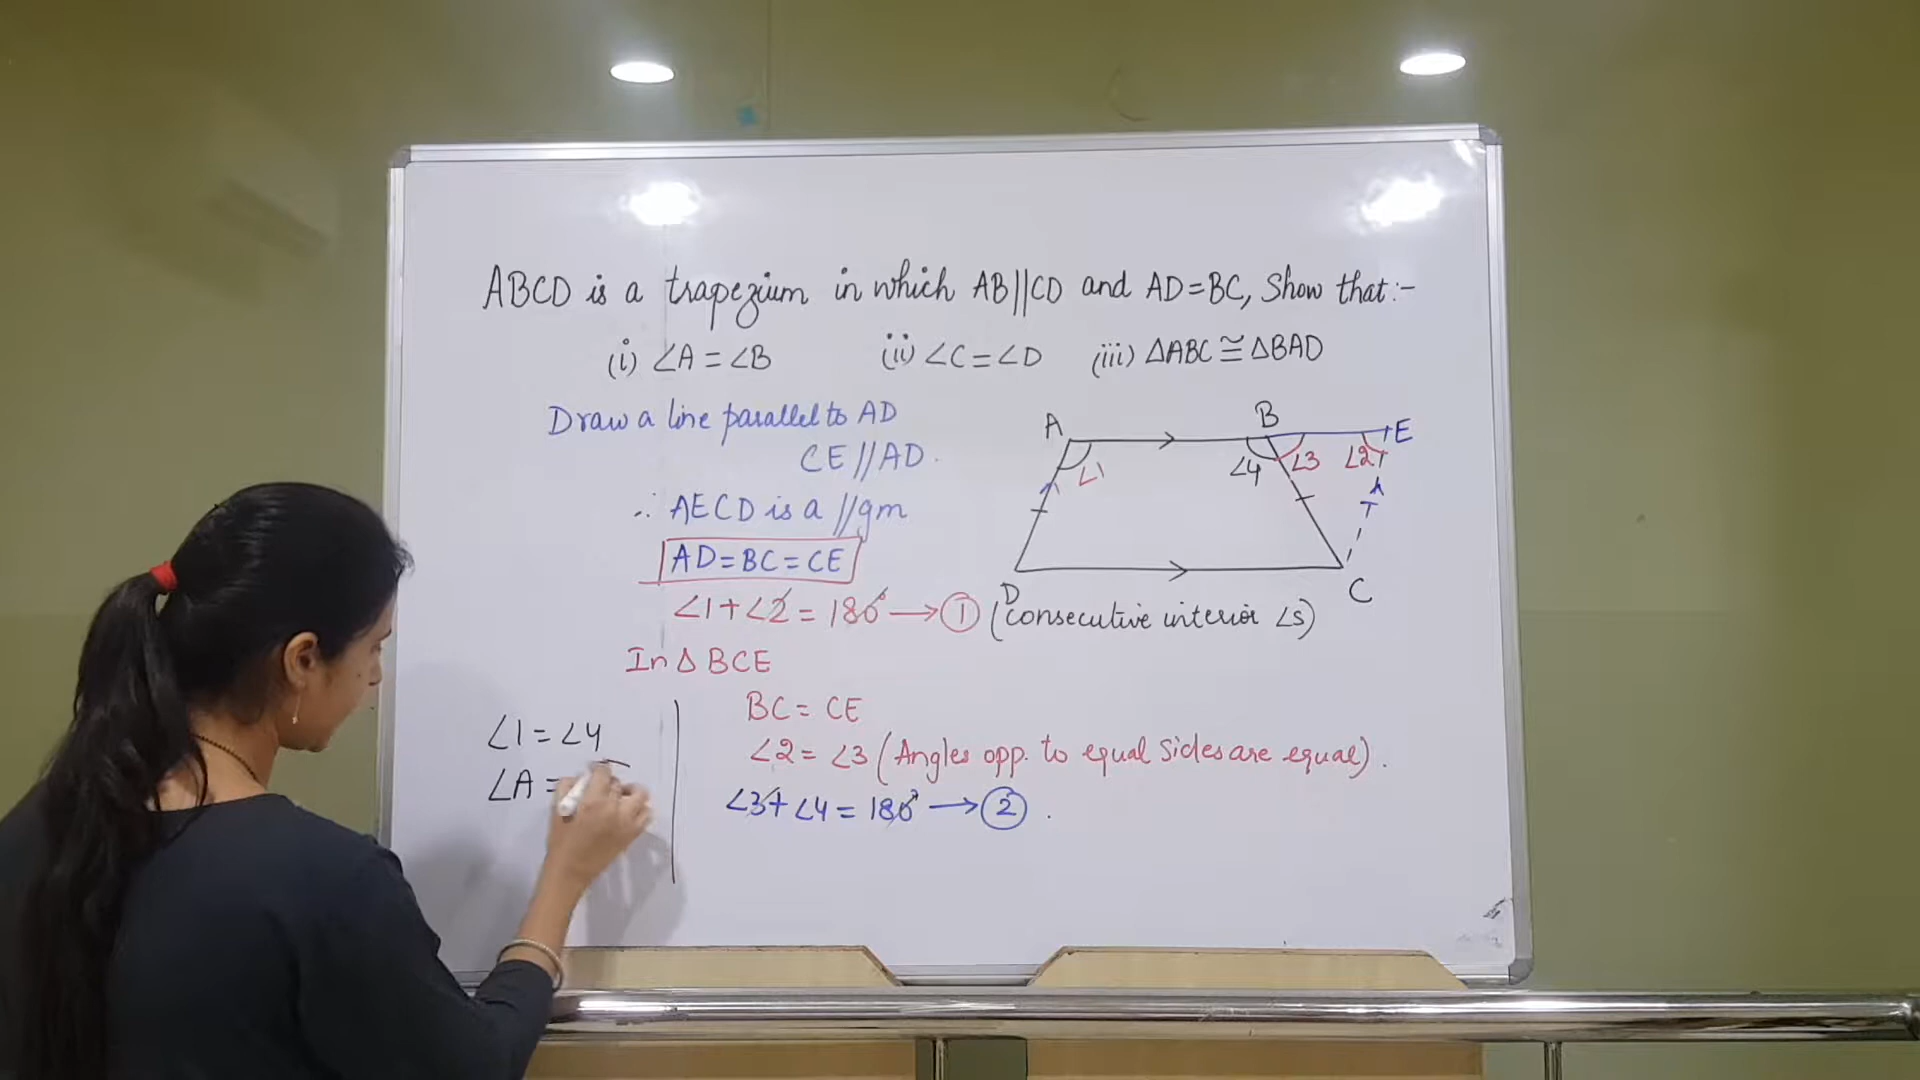 ABCD is a trapezium in which AB||CD and AD=BC, Show that:-
(i) ∠A=∠B (ii) ∠C=∠D (iii) ΔABC≅ΔBAD
Draw a line parallel to AD
CE//AD.
∴ AECD is a //gm
AD=BC=CE
∠1+∠2=180° → ① (consecutive interior ∠s)
In Δ BCE
BC = CE
∠2=∠3 (Angles opp. to equal Sides are equal).
∠3+∠4=180° → ② .
∠1=∠4
∠A=
A B E
∠1 ∠4 ∠3 ∠2
D C